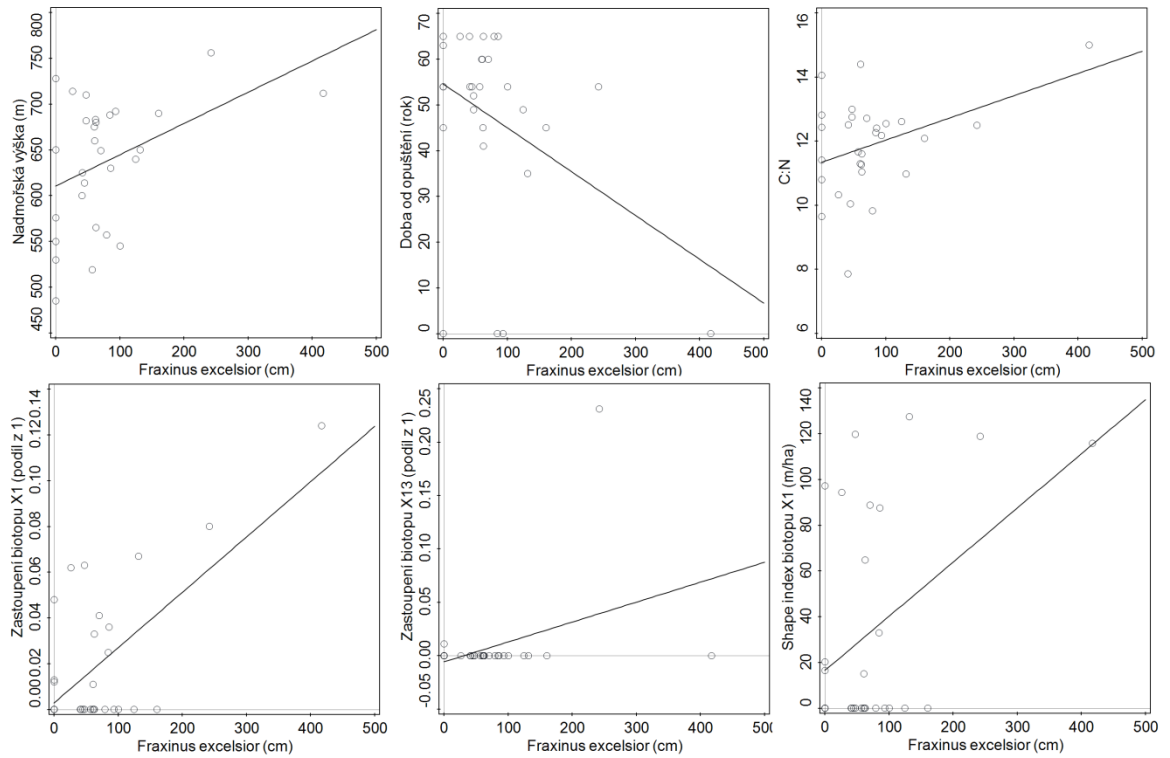 Nadmořská výška (m)
450 500 550 600 650 700 750 800
0 100 200 300 400 500
Fraxinus excelsior (cm)
Doba od opuštění (rok)
0 10 20 30 40 50 60 70
0 100 200 300 400 500
Fraxinus excelsior (cm)
C:N
6 8 10 12 14 16
0 100 200 300 400 500
Fraxinus excelsior (cm)
Zastoupení biotopu X1 (podíl z 1)
0.000 0.02 0.04 0.06 0.08 0.120 0.14
0 100 200 300 400 500
Fraxinus excelsior (cm)
Zastoupení biotopu X13 (podíl z 1)
-0.05 0.00 0.05 0.10 0.15 0.20 0.25
0 100 200 300 400 500
Fraxinus excelsior (cm)
Shape index biotopu X1 (m/ha)
0 20 40 60 80 100 120 140
0 100 200 300 400 500
Fraxinus excelsior (cm)